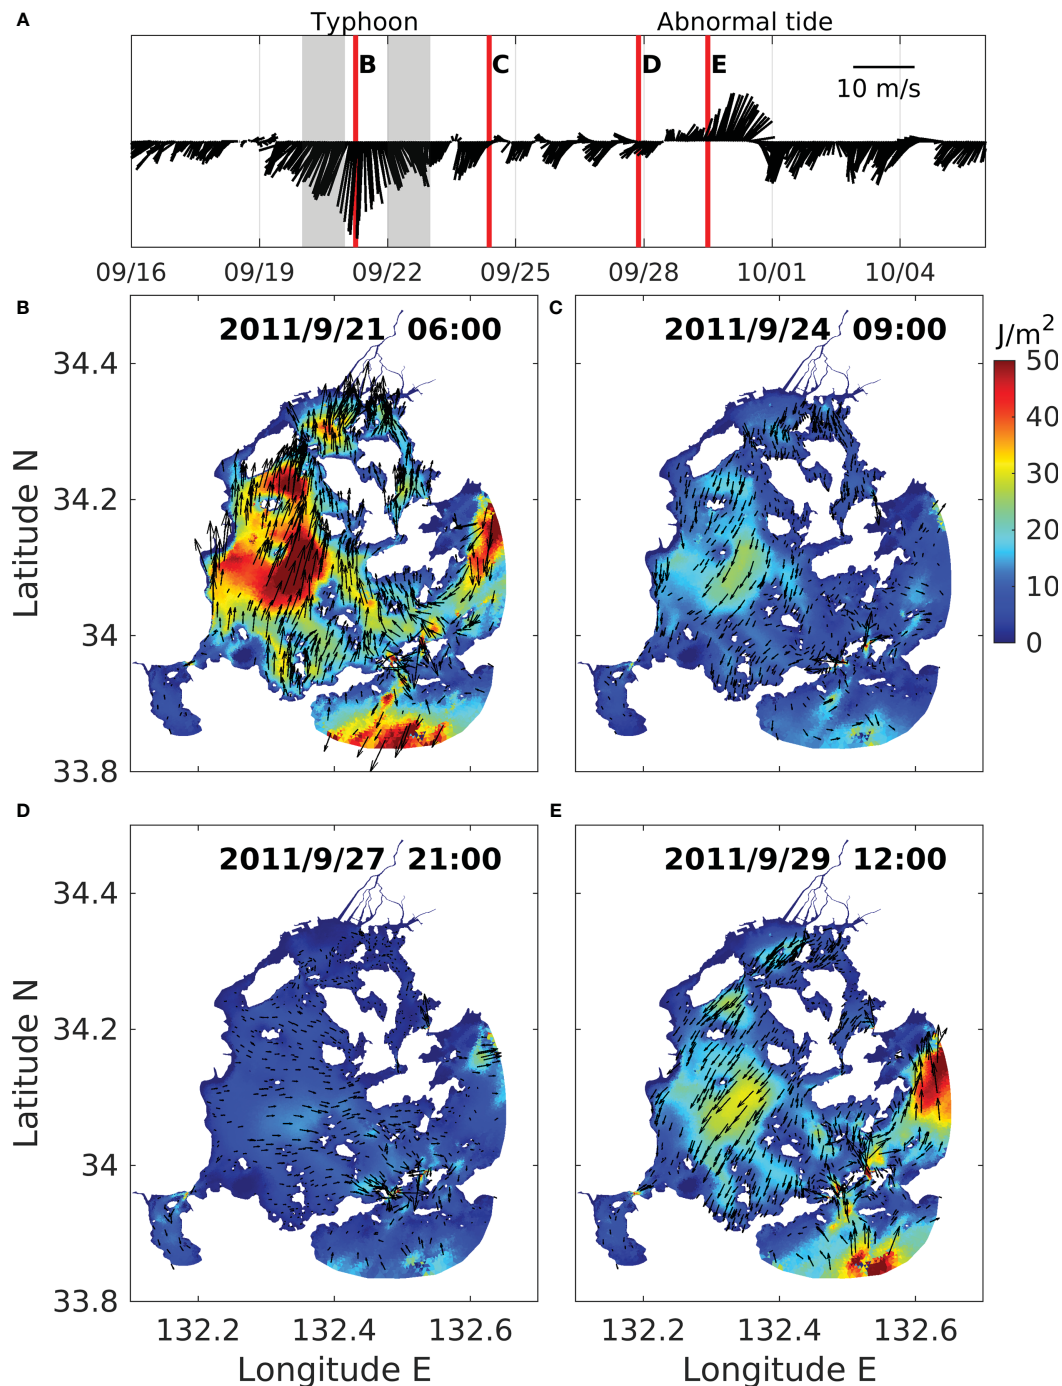 A
Typhoon
Abnormal tide
B
C
D
E
10 m/s
09/16
09/19
09/22
09/25
09/28
10/01
10/04
B
2011/9/21 06:00
C
2011/9/24 09:00
J/m²
50
40
30
20
10
0
34.4
34.2
34
33.8
Latitude N
D
2011/9/27 21:00
E
2011/9/29 12:00
34.4
34.2
34
33.8
Latitude N
132.2
132.4
132.6
132.2
132.4
132.6
Longitude E
Longitude E